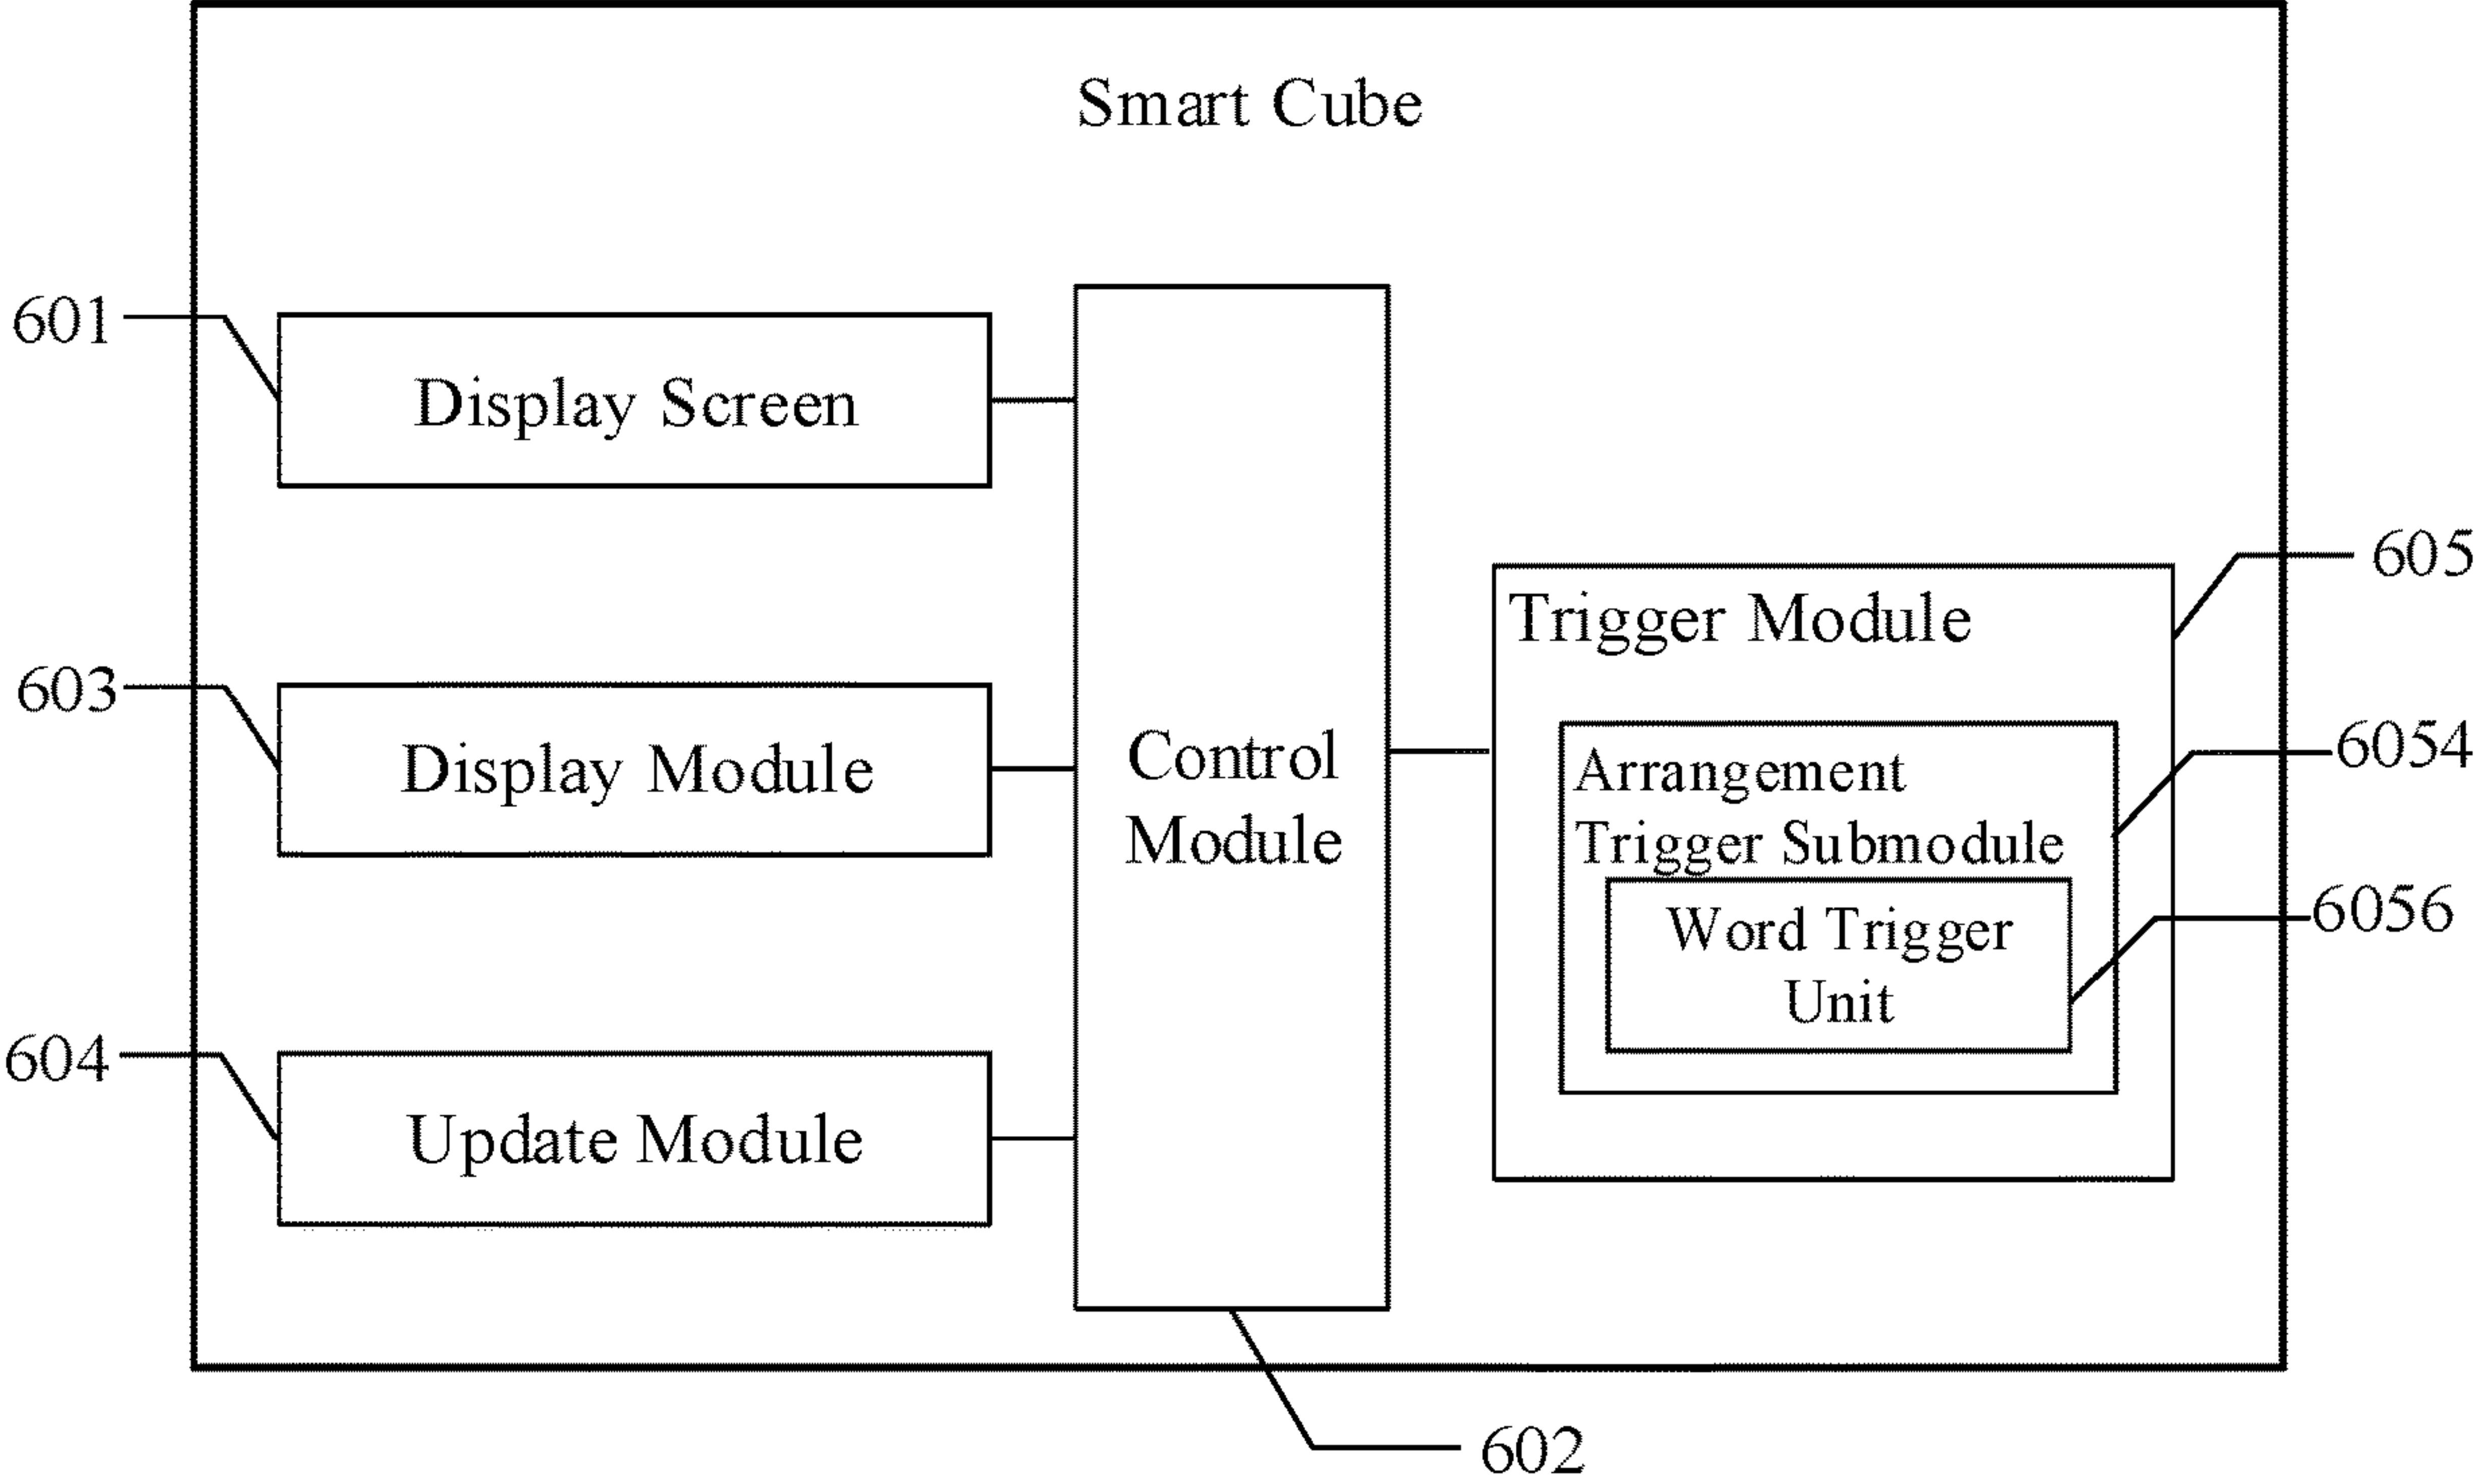 Smart Cube
601
Display Screen
605
Trigger Module
603
Display Module
Control
Module
6054
Arrangement
Trigger Submodule
6056
Word Trigger
Unit
604
Update Module
602